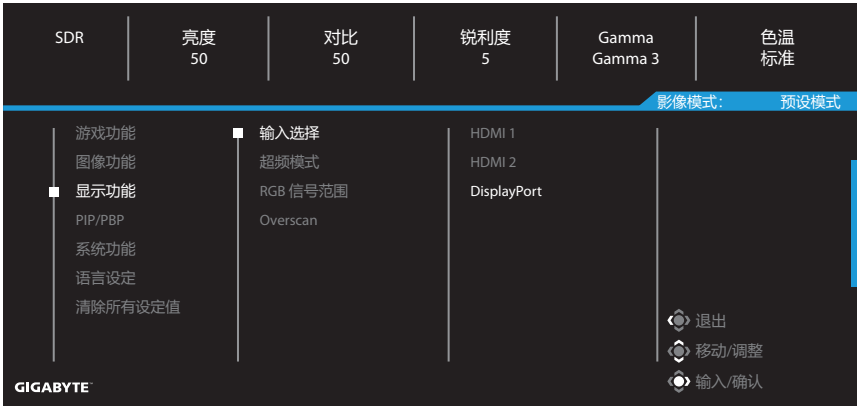 SDR 亮度 对比 锐利度 Gamma 色温
50 50 5 Gamma 3 标准
影像模式: 预设模式
游戏功能 输入选择 HDMI 1
图像功能 超频模式 HDMI 2
显示功能 RGB 信号范围 DisplayPort
PIP/PBP Overscan
系统功能
语言设定
清除所有设定值
退出
移动/调整
GIGABYTE™ 输入/确认